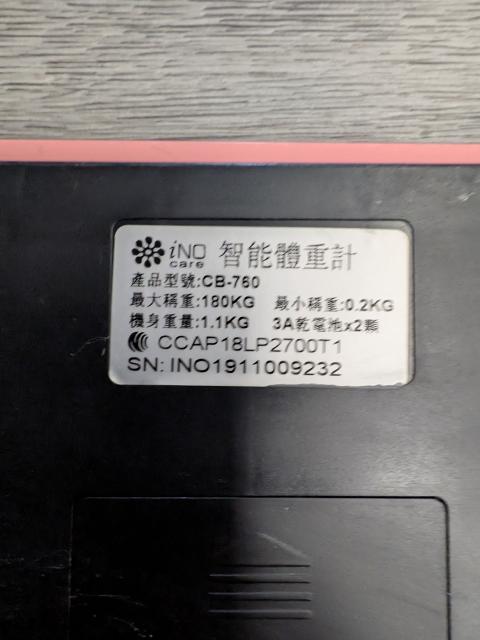 iNO care 智能體重計
產品型號:CB-760
最大稱重:180KG 最小稱重:0.2KG
機身重量:1.1KG 3A乾電池x2顆
CCAP18LP2700T1
SN: INO1911009232